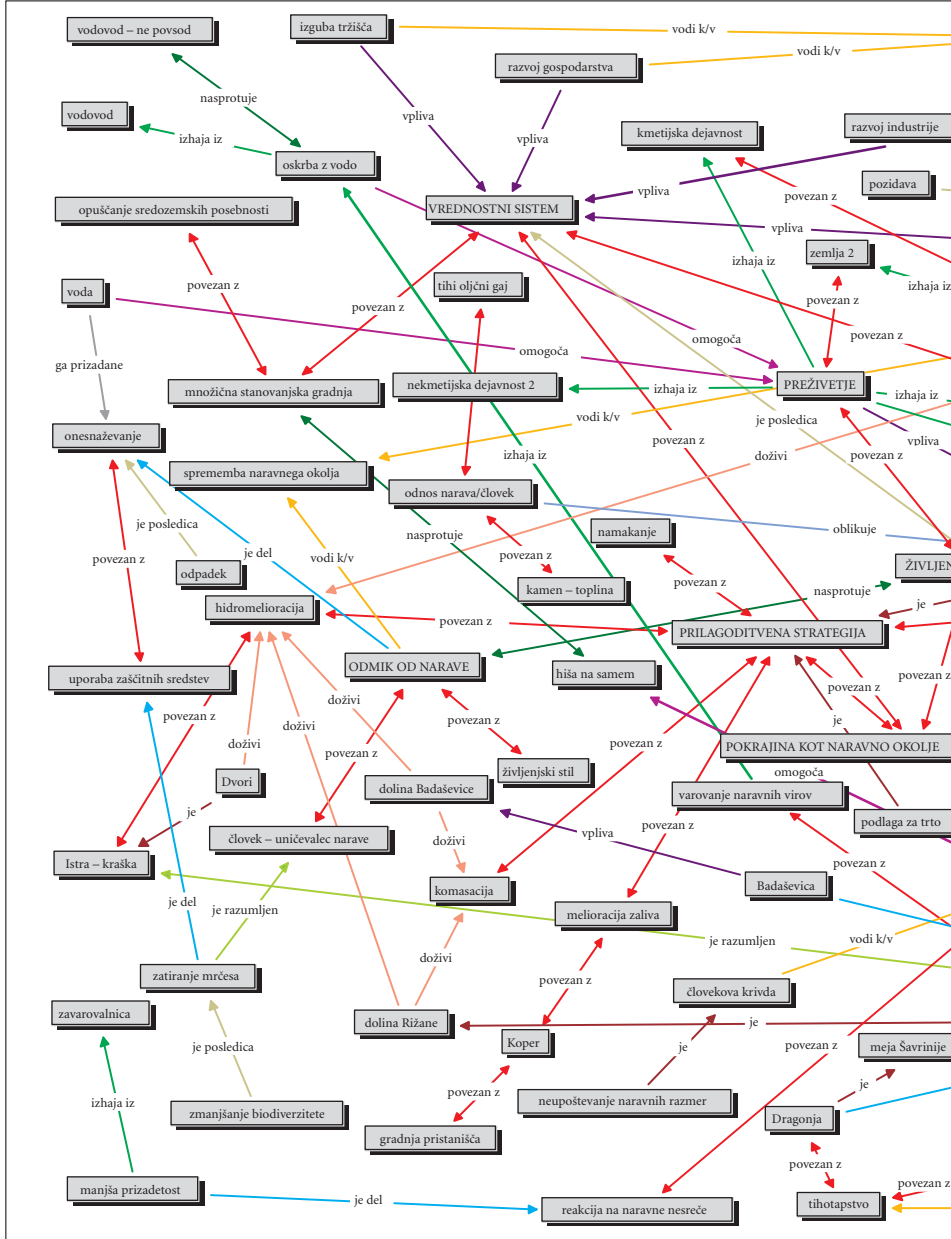 vodovod – ne povsod
izguba tržišča
vodi k/v
razvoj gospodarstva
vodi k/v
nasprotuje
vodovod
izhaja iz
vpliva
vpliva
kmetijska dejavnost
razvoj industrije
oskrba z vodo
povezan z
vpliva
pozidava
opuščanje sredozemskih posebnosti
VREDNOSTNI SISTEM
vpliva
zemlja 2
izhaja iz
povezan z
voda
tihi oljčni gaj
povezan z
povezan z
izhaja iz
omogoča
omogoča
povezan z
ga prizadane
množična stanovanjska gradnja
nekmetijska dejavnost 2
izhaja iz
PREŽIVETJE
izhaja iz
vodi k/v
je posledica
onesnaževanje
izhaja iz
povezan z
doživi
povezan z
vpliva
sprememba naravnega okolja
odnos narava/človek
je posledica
namakanje
oblikuje
nasprotuje
povezan z
je del
vodi k/v
povezan z
povezan z
ŽIVLJEN
odpadek
kamen – toplina
nasprotuje
hidromelioracija
povezan z
je
PRILAGODITVENA STRATEGIJA
ODMIK OD NARAVE
hiša na samem
uporaba zaščitnih sredstev
povezan z
povezan z
povezan z
doživi
doživi
povezan z
je
doživi
povezan z
povezan z
POKRAJINA KOT NARAVNO OKOLJE
Dvori
življenjski stil
omogoča
dolina Badaševice
varovanje naravnih virov
je
podlaga za trto
človek – uničevalec narave
doživi
vpliva
povezan z
povezan z
Istra – kraška
komasacija
Badaševica
je del
je razumljen
melioracija zaliva
je razumljen
vodi k/v
doživi
zatiranje mrčesa
povezan z
človekova krivda
zavarovalnica
dolina Rižane
je
Koper
je posledica
je
povezan z
meja Šavrinije
izhaja iz
povezan z
je
zmanjšanje biodiverzitete
neupoštevanje naravnih razmer
Dragonja
gradnja pristanišča
povezan z
manjša prizadetost
je del
povezan z
reakcija na naravne nesreče
tihotapstvo